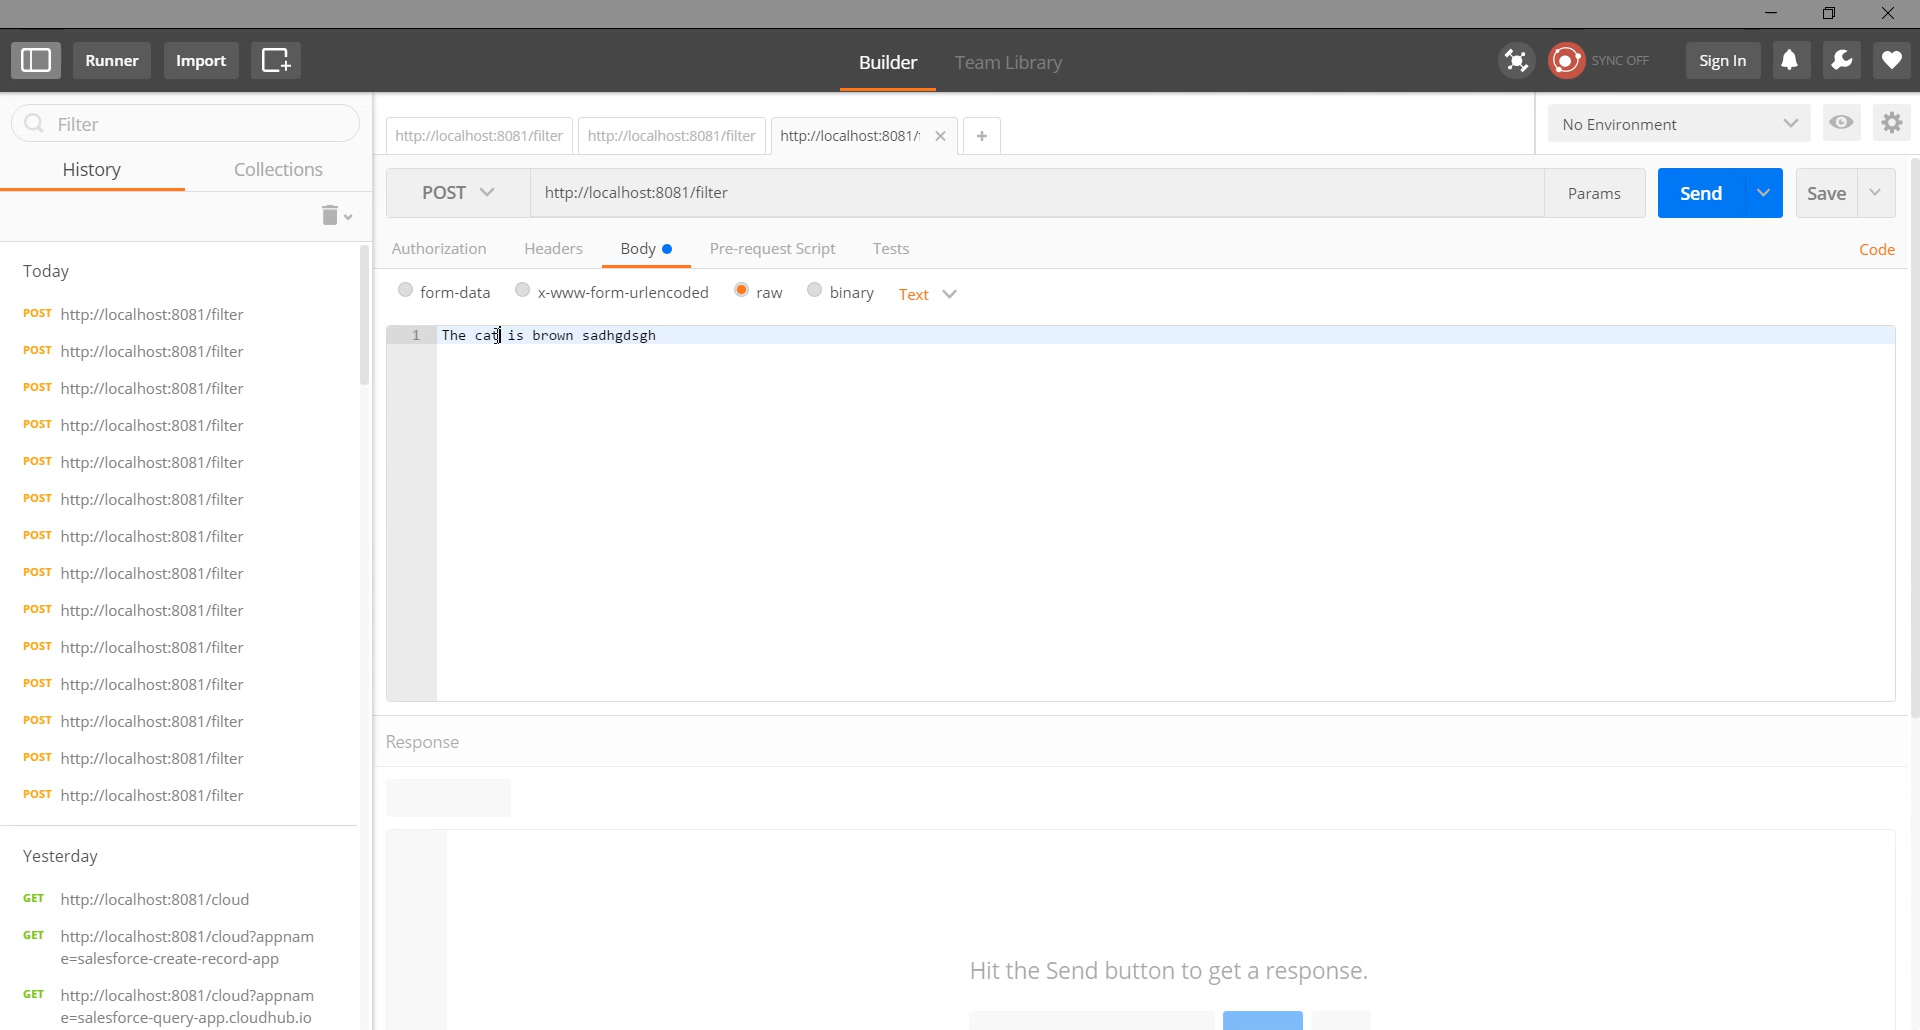 Runner
Import
Builder
Team Library
SYNC OFF
Sign In
Filter
History
Collections
http://localhost:8081/filter
http://localhost:8081/filter
http://localhost:8081/
No Environment
POST
http://localhost:8081/filter
Params
Send
Save
Authorization
Headers
Body
Pre-request Script
Tests
Code
form-data
x-www-form-urlencoded
raw
binary
Text
1 The cat is brown sadhgdsgh
Today
POST http://localhost:8081/filter
POST http://localhost:8081/filter
POST http://localhost:8081/filter
POST http://localhost:8081/filter
POST http://localhost:8081/filter
POST http://localhost:8081/filter
POST http://localhost:8081/filter
POST http://localhost:8081/filter
POST http://localhost:8081/filter
POST http://localhost:8081/filter
POST http://localhost:8081/filter
POST http://localhost:8081/filter
POST http://localhost:8081/filter
POST http://localhost:8081/filter
Yesterday
GET http://localhost:8081/cloud
GET http://localhost:8081/cloud?appnam
e=salesforce-create-record-app
GET http://localhost:8081/cloud?appnam
e=salesforce-query-app.cloudhub.io
Response
Hit the Send button to get a response.